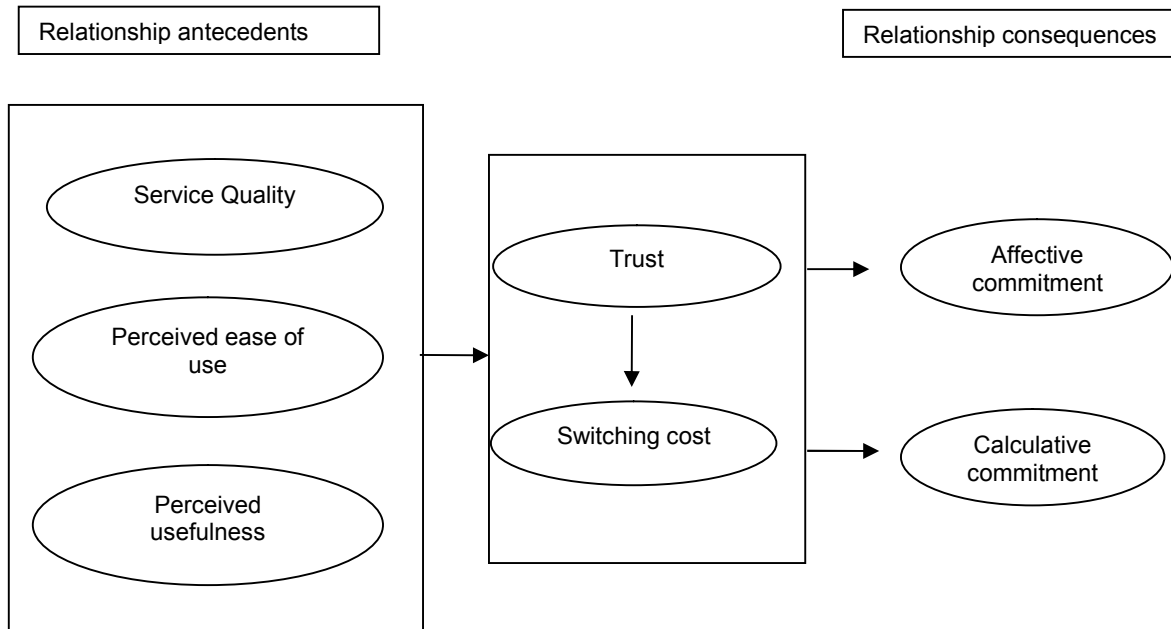 Relationship antecedents
Relationship consequences
Service Quality
Perceived ease of
use
Perceived
usefulness
Trust
Switching cost
Affective
commitment
Calculative
commitment